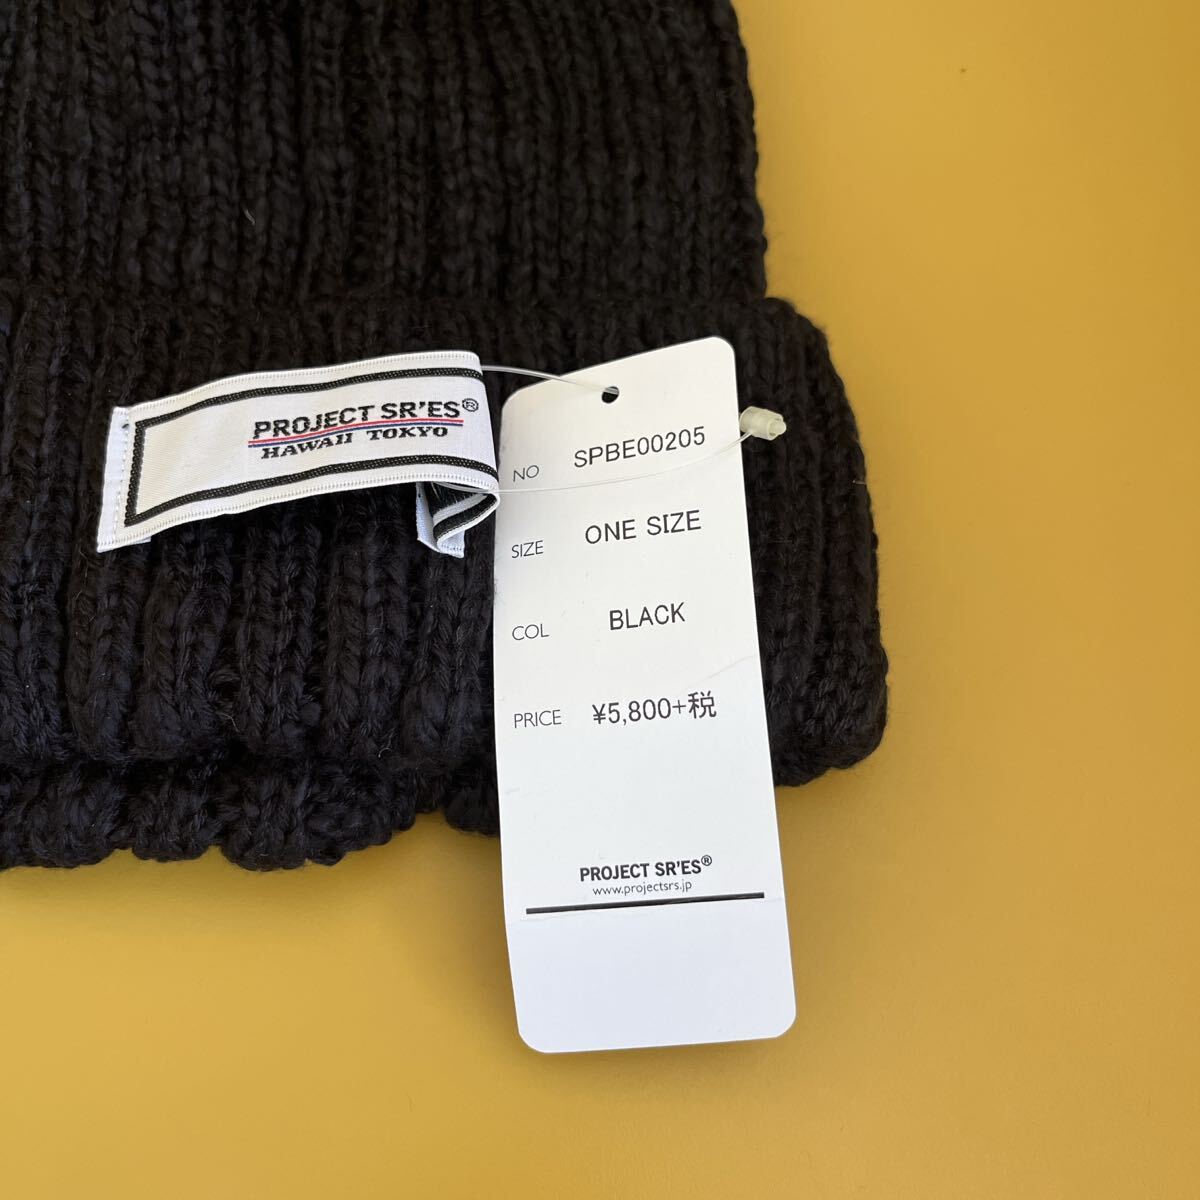 PROJECT SR'ES®
HAWAII TOKYO
NO SPBE00205
SIZE ONE SIZE
COL BLACK
PRICE ¥5,800+税
PROJECT SR'ES®
www.projectsrs.jp